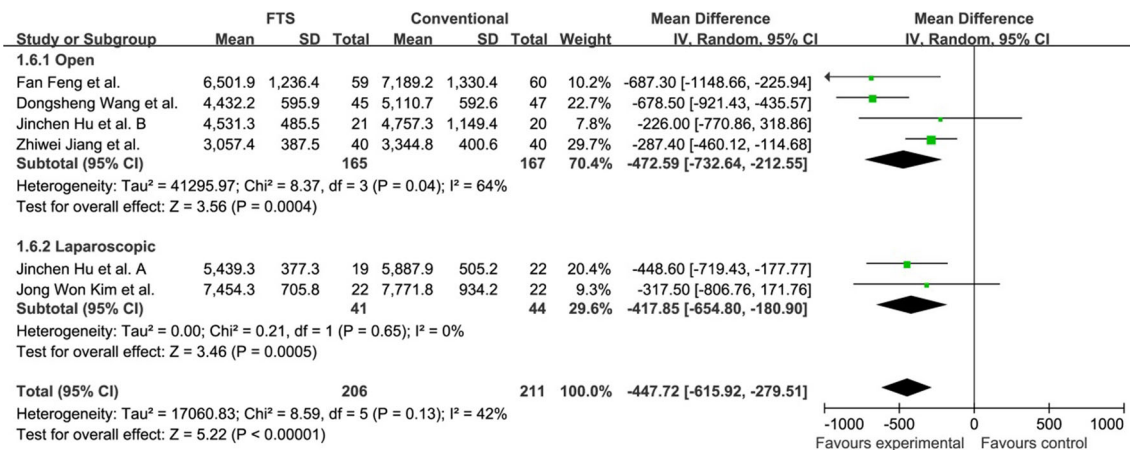 FTS Conventional Mean Difference Mean Difference
Study or Subgroup Mean SD Total Mean SD Total Weight IV, Random, 95% CI IV, Random, 95% CI
1.6.1 Open
Fan Feng et al. 6,501.9 1,236.4 59 7,189.2 1,330.4 60 10.2% -687.30 [-1148.66, -225.94]
Dongsheng Wang et al. 4,432.2 595.9 45 5,110.7 592.6 47 22.7% -678.50 [-921.43, -435.57]
Jinchen Hu et al. B 4,531.3 485.5 21 4,757.3 1,149.4 20 7.8% -226.00 [-770.86, 318.86]
Zhiwei Jiang et al. 3,057.4 387.5 40 3,344.8 400.6 40 29.7% -287.40 [-460.12, -114.68]
Subtotal (95% CI) 165 167 70.4% -472.59 [-732.64, -212.55]
Heterogeneity: Tau² = 41295.97; Chi² = 8.37, df = 3 (P = 0.04); I² = 64%
Test for overall effect: Z = 3.56 (P = 0.0004)
1.6.2 Laparoscopic
Jinchen Hu et al. A 5,439.3 377.3 19 5,887.9 505.2 22 20.4% -448.60 [-719.43, -177.77]
Jong Won Kim et al. 7,454.3 705.8 22 7,771.8 934.2 22 9.3% -317.50 [-806.76, 171.76]
Subtotal (95% CI) 41 44 29.6% -417.85 [-654.80, -180.90]
Heterogeneity: Tau² = 0.00; Chi² = 0.21, df = 1 (P = 0.65); I² = 0%
Test for overall effect: Z = 3.46 (P = 0.0005)
Total (95% CI) 206 211 100.0% -447.72 [-615.92, -279.51]
Heterogeneity: Tau² = 17060.83; Chi² = 8.59, df = 5 (P = 0.13); I² = 42%
Test for overall effect: Z = 5.22 (P < 0.00001)
-1000 -500 0 500 1000
Favours experimental Favours control